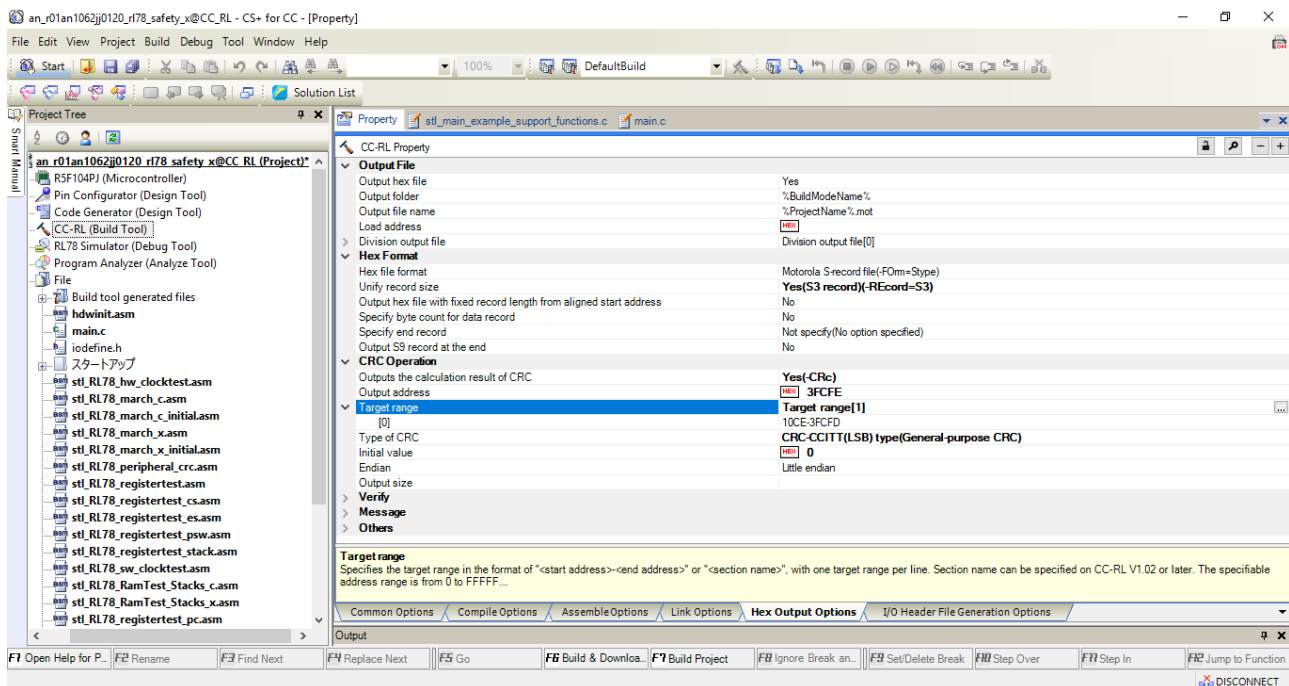 an_r01an1062jj0120_rl78_safety_x@CC_RL - CS+ for CC - [Property]
File Edit View Project Build Debug Tool Window Help
Start 100% DefaultBuild
Solution List
Smart Manual
Project Tree
an_r01an1062jj0120_rl78_safety_x@CC_RL (Project)*
R5F104PJ (Microcontroller)
Pin Configurator (Design Tool)
Code Generator (Design Tool)
CC-RL (Build Tool)
RL78 Simulator (Debug Tool)
Program Analyzer (Analyze Tool)
File
Build tool generated files
hdwinit.asm
main.c
iodefine.h
スタートアップ
stl_RL78_hw_clocktest.asm
stl_RL78_march_c.asm
stl_RL78_march_c_initial.asm
stl_RL78_march_x.asm
stl_RL78_march_x_initial.asm
stl_RL78_peripheral_crc.asm
stl_RL78_registertest.asm
stl_RL78_registertest_cs.asm
stl_RL78_registertest_es.asm
stl_RL78_registertest_psw.asm
stl_RL78_registertest_stack.asm
stl_RL78_sw_clocktest.asm
stl_RL78_RamTest_Stacks_c.asm
stl_RL78_RamTest_Stacks_x.asm
stl_RL78_registertest_pc.asm
Property stl_main_example_support_functions.c main.c
CC-RL Property
Output File
Output hex file Yes
Output folder %BuildModeName%
Output file name %ProjectName%.mot
Load address HEX
Division output file Division output file[0]
Hex Format
Hex file format Motorola S-record file(-FOrm=Stype)
Unify record size Yes(S3 record)(-REcord=S3)
Output hex file with fixed record length from aligned start address No
Specify byte count for data record No
Specify end record Not specify(No option specified)
Output S9 record at the end No
CRC Operation
Outputs the calculation result of CRC Yes(-CRc)
Output address HEX 3FCFE
Target range Target range[1] ...
[0] 10CE-3FCFD
Type of CRC CRC-CCITT(LSB) type(General-purpose CRC)
Initial value HEX 0
Endian Little endian
Output size
Verify
Message
Others
Target range
Specifies the target range in the format of "<start address>-<end address>" or "<section name>", with one target range per line. Section name can be specified on CC-RL V1.02 or later. The specifiable
address range is from 0 to FFFFF...
Common Options Compile Options Assemble Options Link Options Hex Output Options I/O Header File Generation Options
Output
F1 Open Help for P... F2 Rename F3 Find Next F4 Replace Next F5 Go F6 Build & Downloa... F7 Build Project F8 Ignore Break an... F9 Set/Delete Break F10 Step Over F11 Step In F12 Jump to Function
DISCONNECT